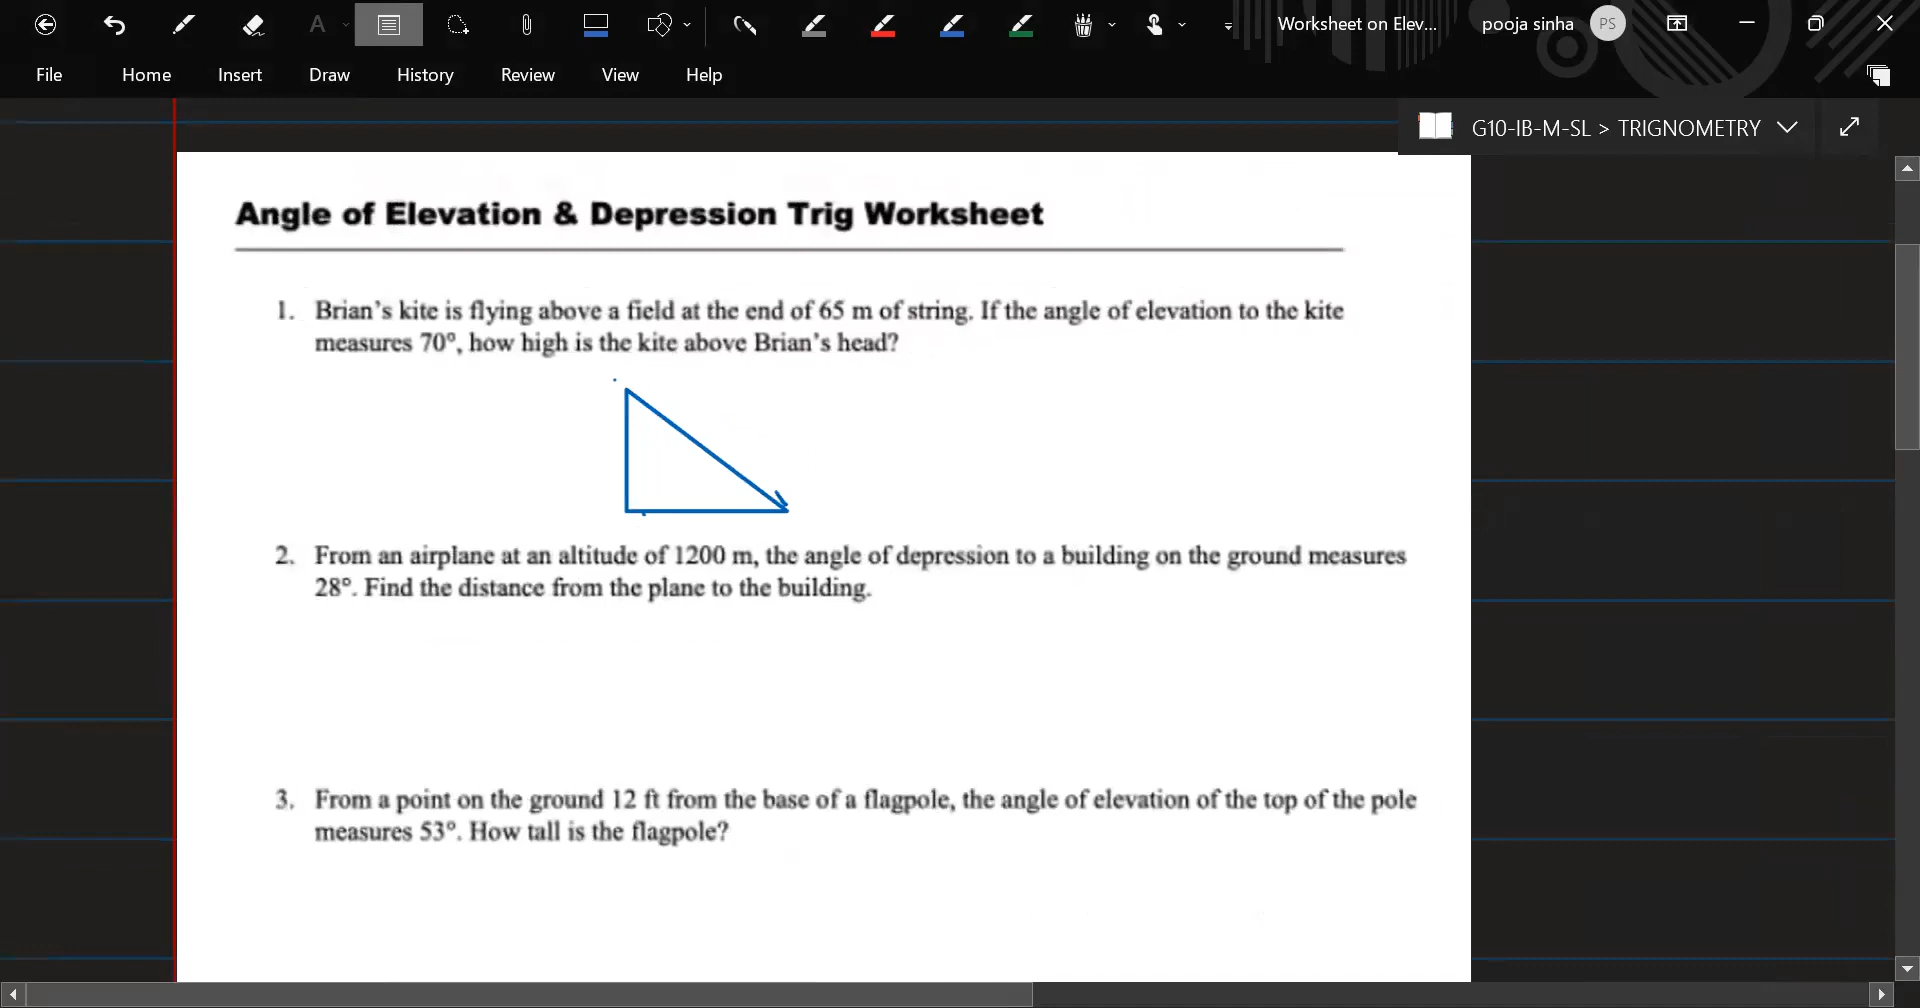 A
Worksheet on Elev...
pooja sinha
PS
File
Home
Insert
Draw
History
Review
View
Help
G10-IB-M-SL > TRIGNOMETRY
Angle of Elevation & Depression Trig Worksheet
1. Brian's kite is flying above a field at the end of 65 m of string. If the angle of elevation to the kite
measures 70°, how high is the kite above Brian's head?
2. From an airplane at an altitude of 1200 m, the angle of depression to a building on the ground measures
28°. Find the distance from the plane to the building.
3. From a point on the ground 12 ft from the base of a flagpole, the angle of elevation of the top of the pole
measures 53°. How tall is the flagpole?